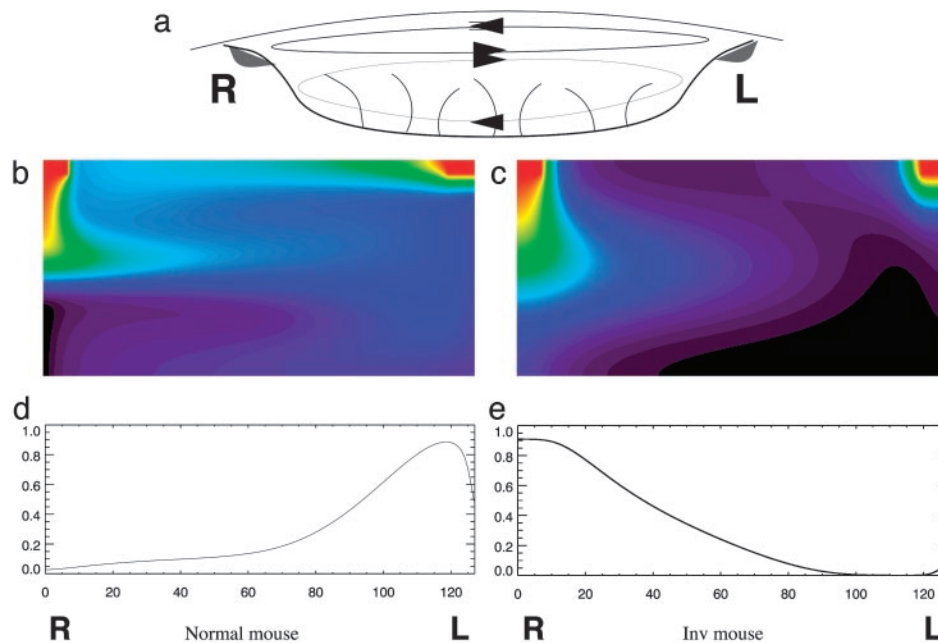 a
R L
b c
d e
1.0 1.0
0.8 0.8
0.6 0.6
0.4 0.4
0.2 0.2
0.0 0.0
0 20 40 60 80 100 120 0 20 40 60 80 100 120
R Normal mouse L R Inv mouse L